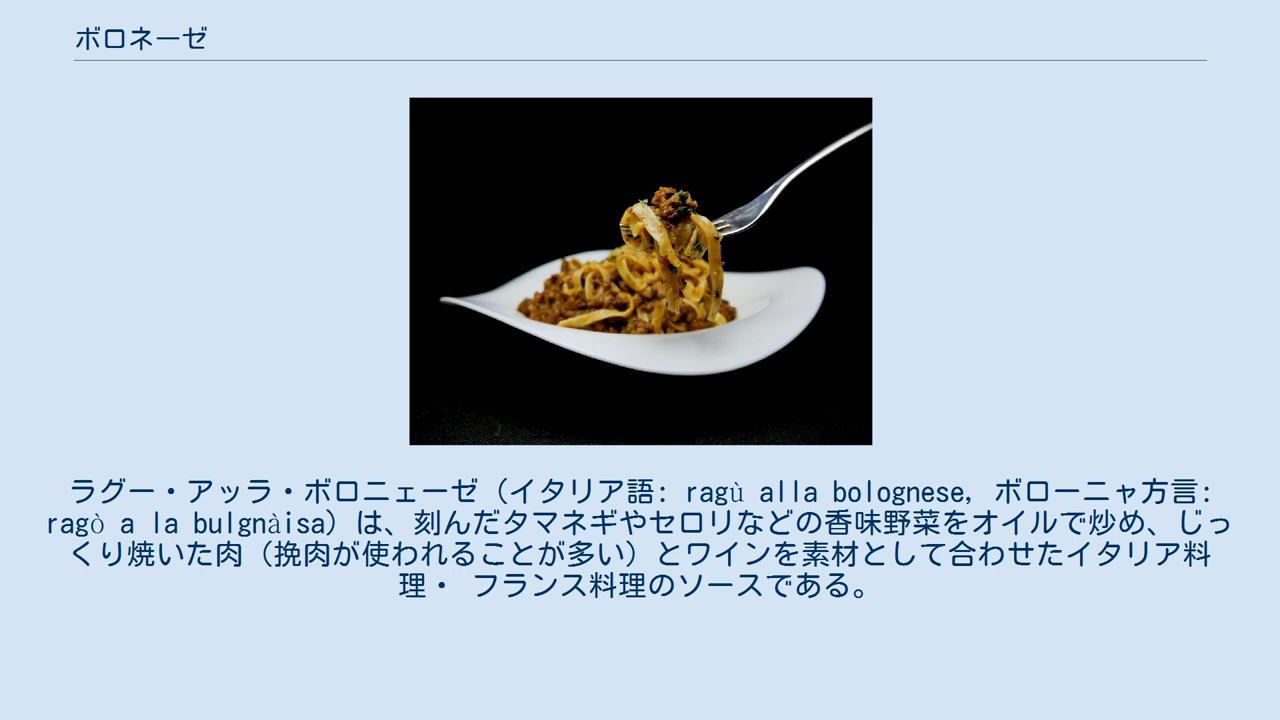 ボロネーゼ
ラグー・アッラ・ボロニェーゼ（イタリア語: ragù alla bolognese, ボローニャ方言:
ragò a la bulgnàisa）は、刻んだタマネギやセロリなどの香味野菜をオイルで炒め、じっ
くり焼いた肉（挽肉が使われることが多い）とワインを素材として合わせたイタリア料
理・ フランス料理のソースである。